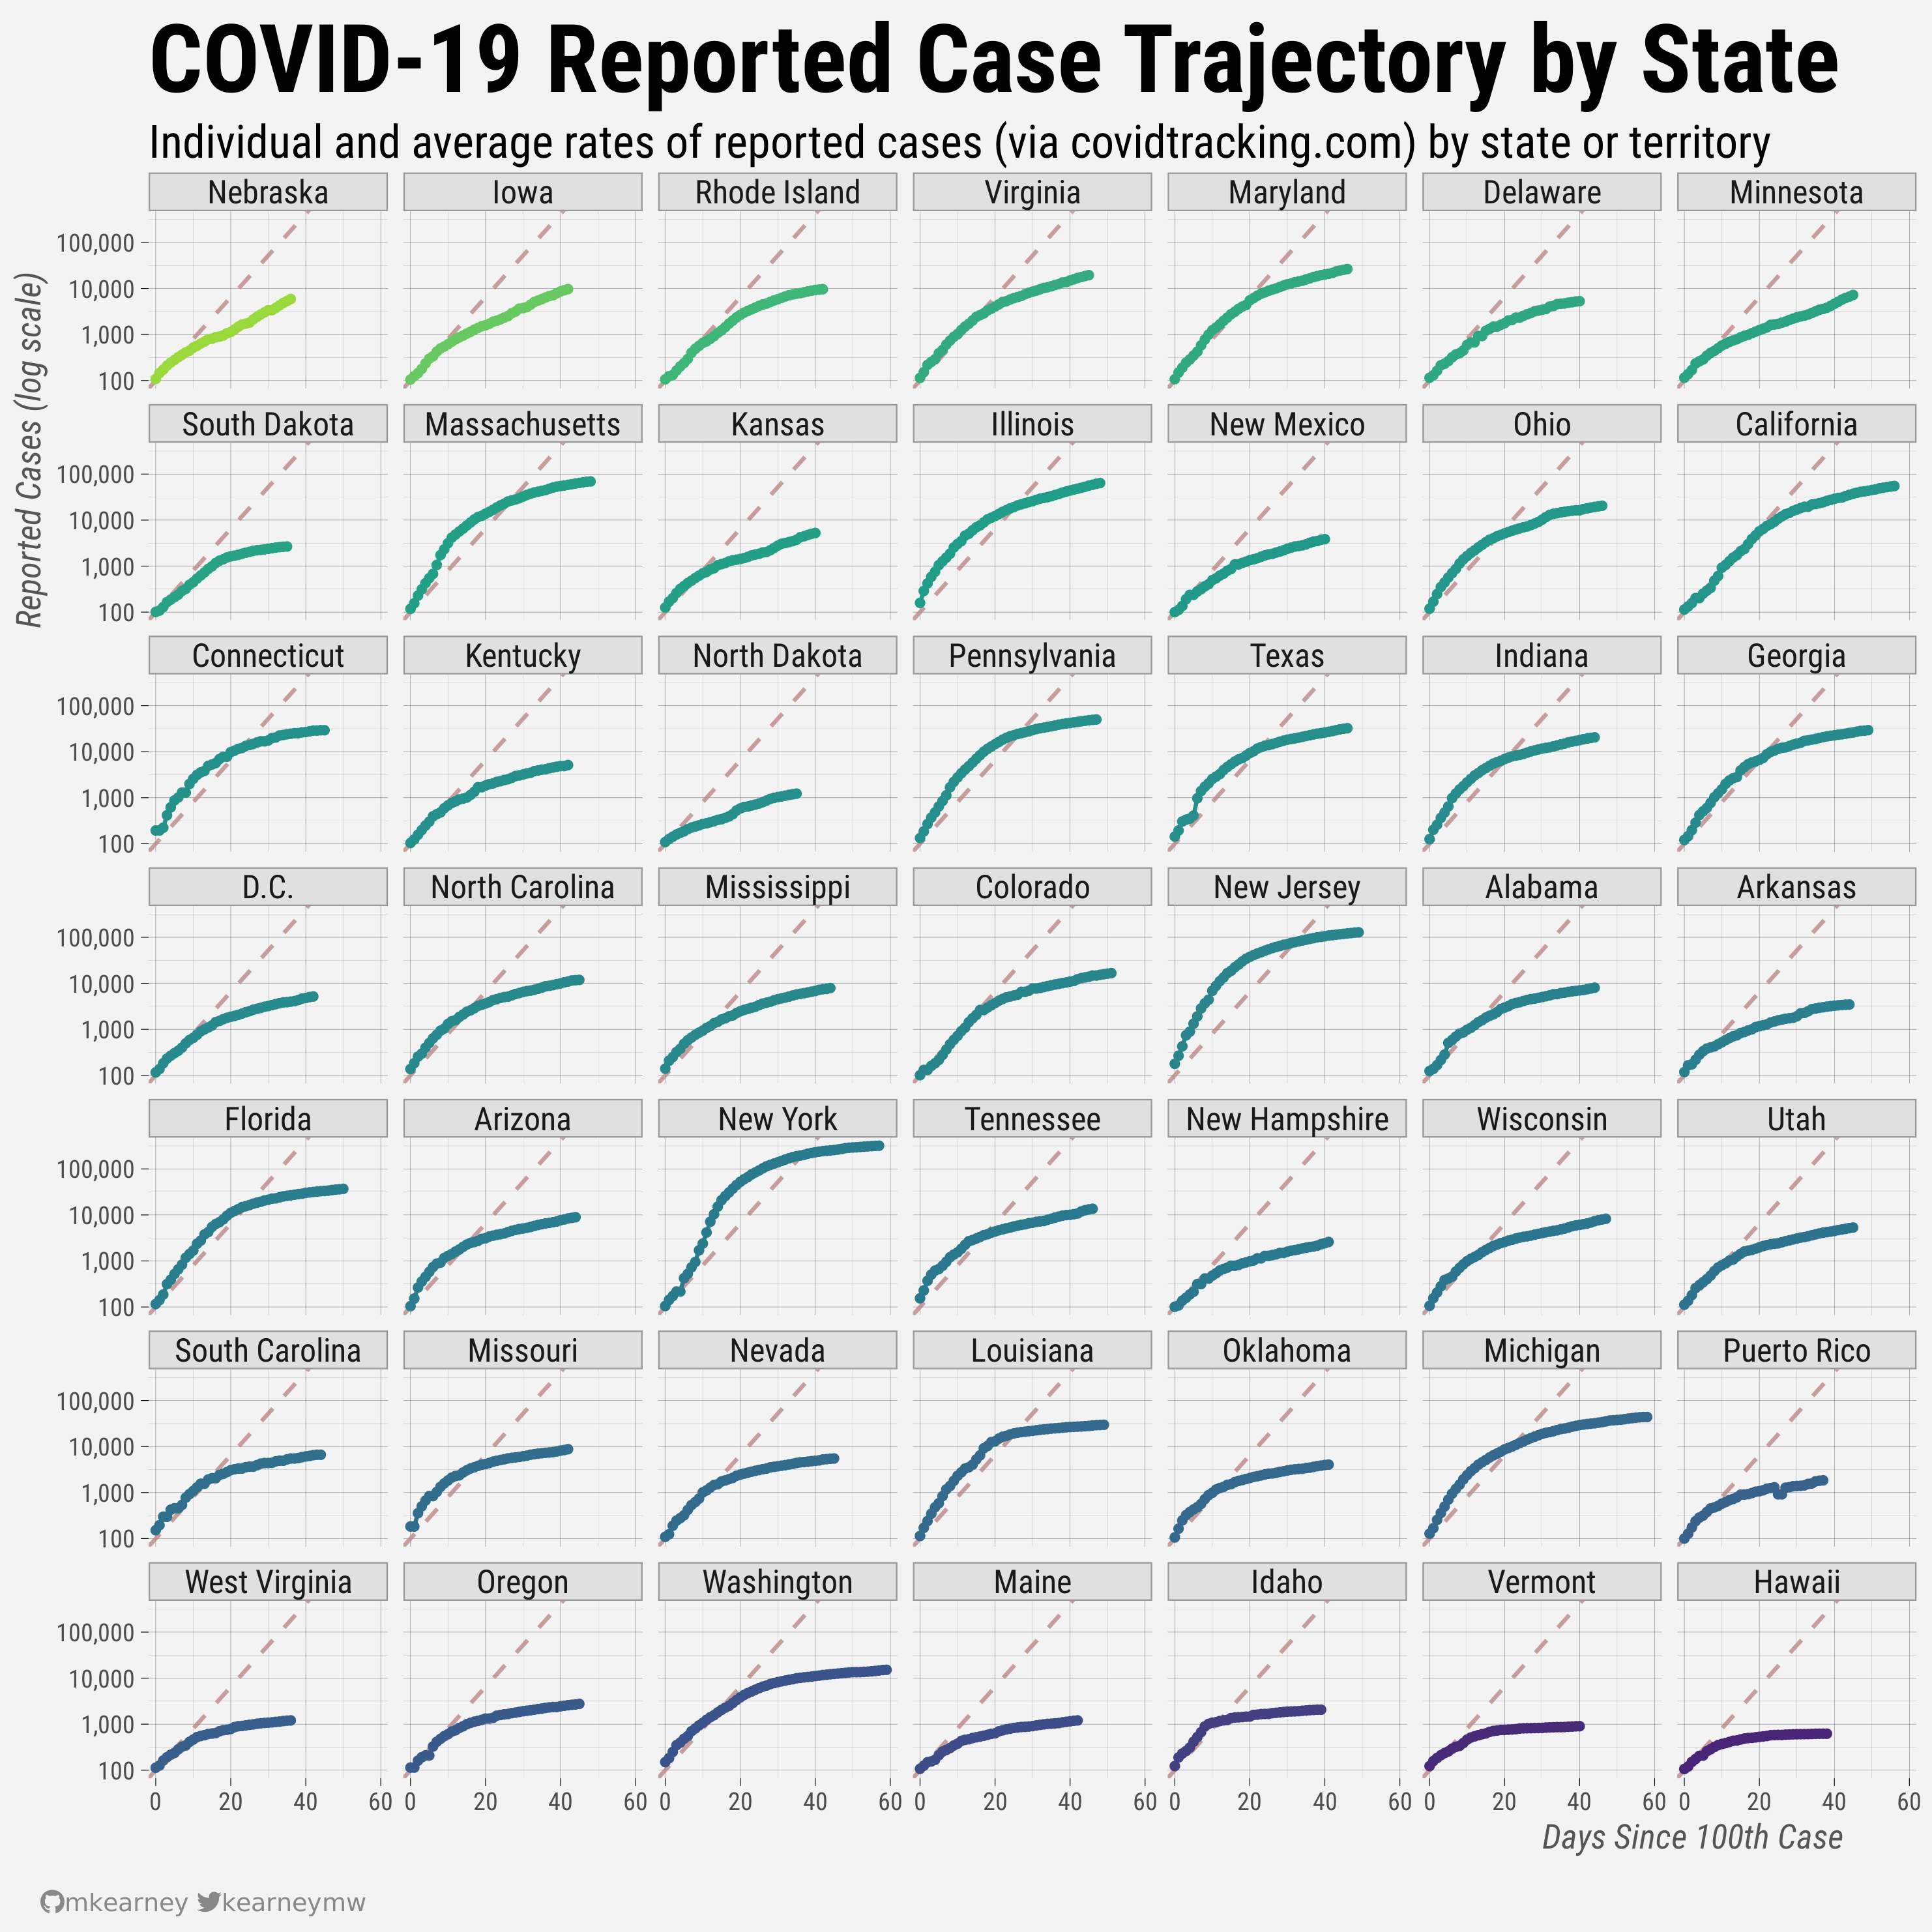 COVID-19 Reported Case Trajectory by State
Individual and average rates of reported cases (via covidtracking.com) by state or territory
Reported Cases (log scale)
Nebraska Iowa Rhode Island Virginia Maryland Delaware Minnesota
100,000
10,000
1,000
100
South Dakota Massachusetts Kansas Illinois New Mexico Ohio California
100,000
10,000
1,000
100
Connecticut Kentucky North Dakota Pennsylvania Texas Indiana Georgia
100,000
10,000
1,000
100
D.C. North Carolina Mississippi Colorado New Jersey Alabama Arkansas
100,000
10,000
1,000
100
Florida Arizona New York Tennessee New Hampshire Wisconsin Utah
100,000
10,000
1,000
100
South Carolina Missouri Nevada Louisiana Oklahoma Michigan Puerto Rico
100,000
10,000
1,000
100
West Virginia Oregon Washington Maine Idaho Vermont Hawaii
100,000
10,000
1,000
100
0 20 40 60 0 20 40 60 0 20 40 60 0 20 40 60 0 20 40 60 0 20 40 60 0 20 40 60
Days Since 100th Case
mkearney kearneymw